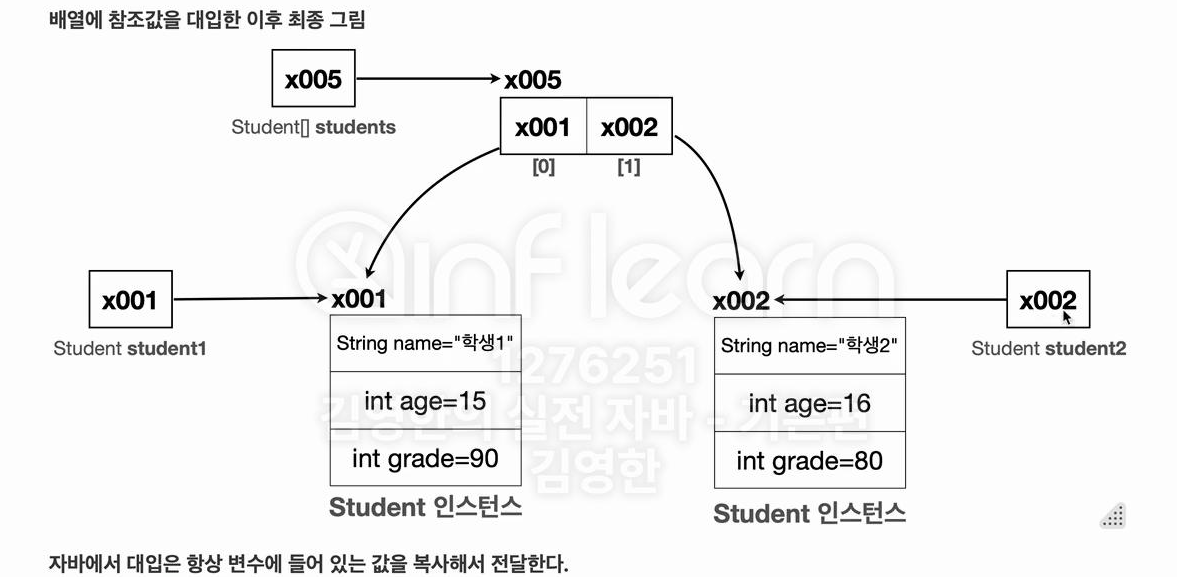 배열에 참조값을 대입한 이후 최종 그림
x005
x005
Student[] students
x001 x002
[0] [1]
inflearn
x001
x001
x002
x002
Student student1
Student student2
String name="학생1"
String name="학생2"
1276251
int age=15
int age=16
김영한의 실전 자바 - 기본편
int grade=90
int grade=80
김영한
Student 인스턴스
Student 인스턴스
자바에서 대입은 항상 변수에 들어 있는 값을 복사해서 전달한다.